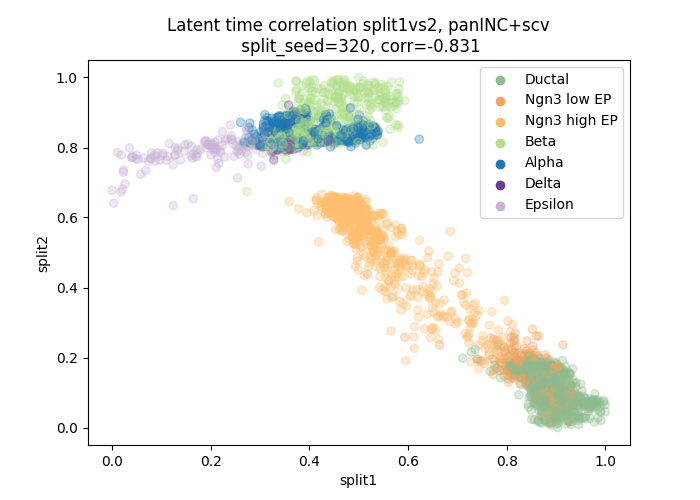 Latent time correlation split1vs2, panINC+scv
split_seed=320, corr=-0.831
1.0
0.8
0.6
0.4
0.2
0.0
split2
0.0
0.2
0.4
0.6
0.8
1.0
split1
Ductal
Ngn3 low EP
Ngn3 high EP
Beta
Alpha
Delta
Epsilon